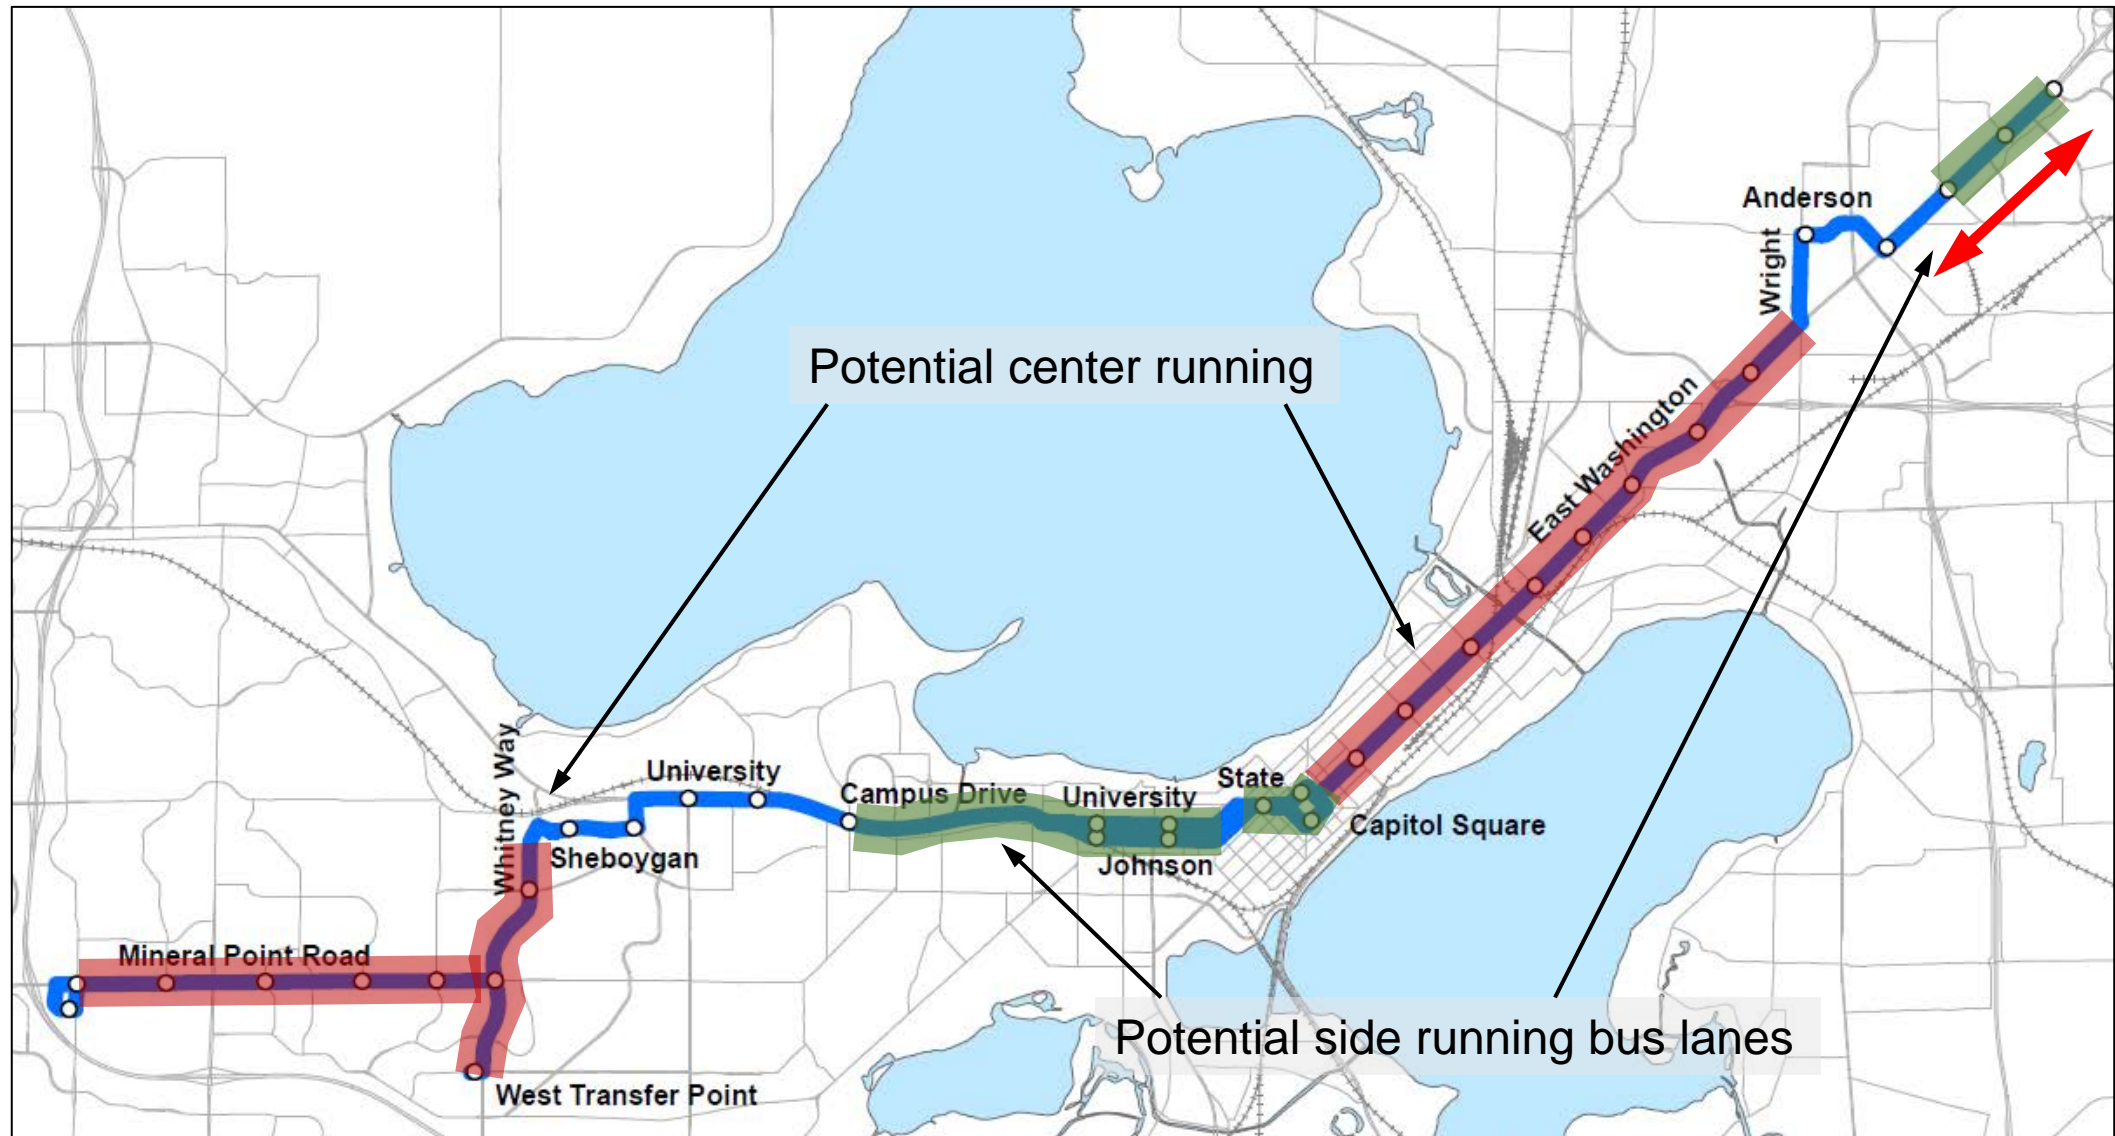 Anderson
Wright
Potential center running
East Washington
Whitney Way
University
State
Campus Drive
University
Capitol Square
Sheboygan
Johnson
Mineral Point Road
Potential side running bus lanes
West Transfer Point